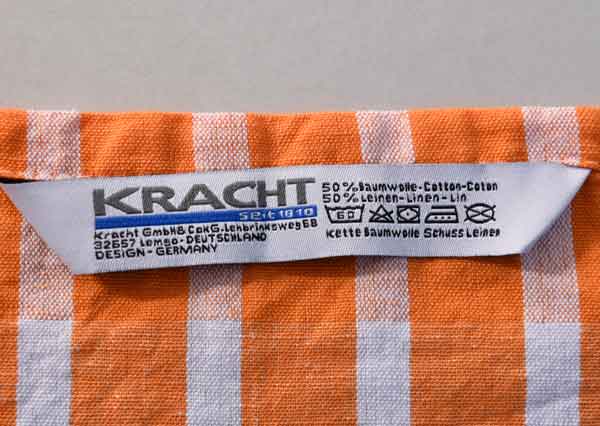 KRACHT
Seit 1810
Kracht GmbH & CoKG. Lehbrinksweg 68
32657 Lemgo - DEUTSCHLAND
DESIGN - GERMANY
50 % Baumwolle - Cotton - Coton
50 % Leinen - Linen - Lin
60
Kette Baumwolle Schuss Leinen